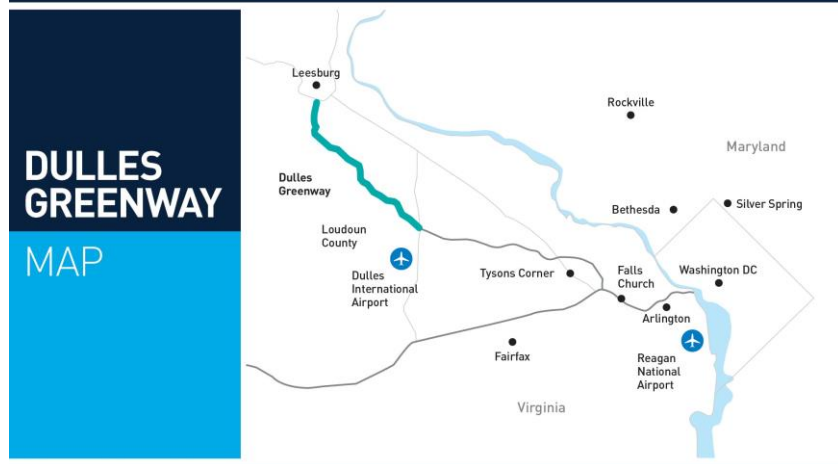 DULLES
GREENWAY
MAP
Leesburg
Rockville
Maryland
Dulles
Greenway
Bethesda
Silver Spring
Loudoun
County
Dulles
International
Airport
Tysons Corner
Falls
Church
Washington DC
Arlington
Fairfax
Reagan
National
Airport
Virginia